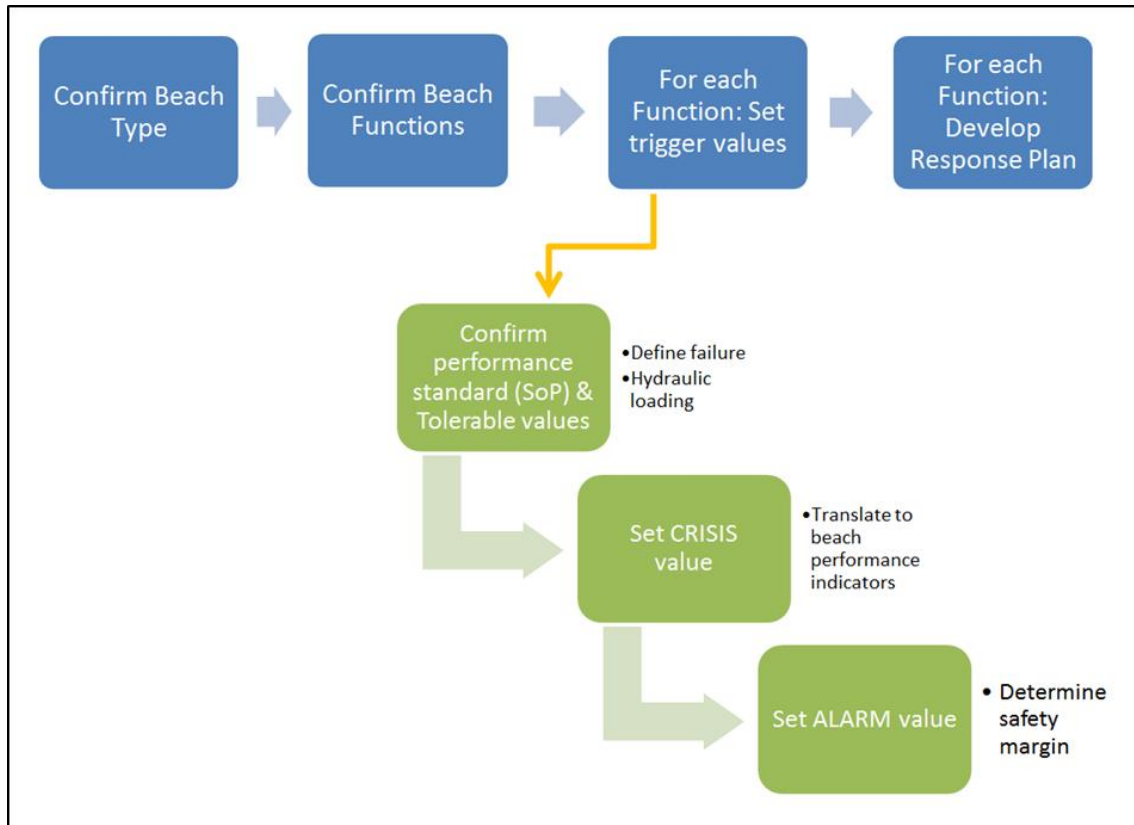 Confirm Beach
Type
Confirm Beach
Functions
For each
Function: Set
trigger values
For each
Function:
Develop
Response Plan
Confirm
performance
standard (SoP) &
Tolerable values
•Define failure
•Hydraulic
loading
Set CRISIS
value
•Translate to
beach
performance
indicators
Set ALARM value
• Determine
safety
margin